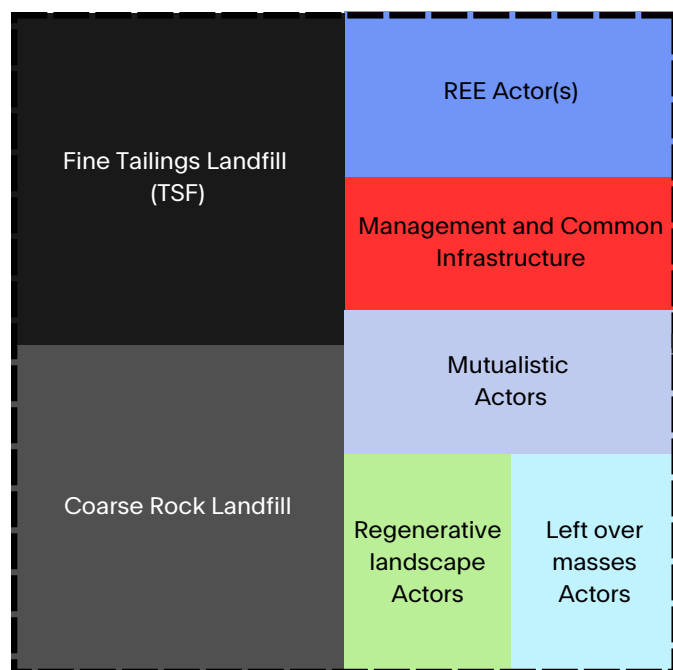 Fine Tailings Landfill
(TSF)
REE Actor(s)
Management and Common
Infrastructure
Mutualistic
Actors
Coarse Rock Landfill
Regenerative
landscape
Actors
Left over
masses
Actors